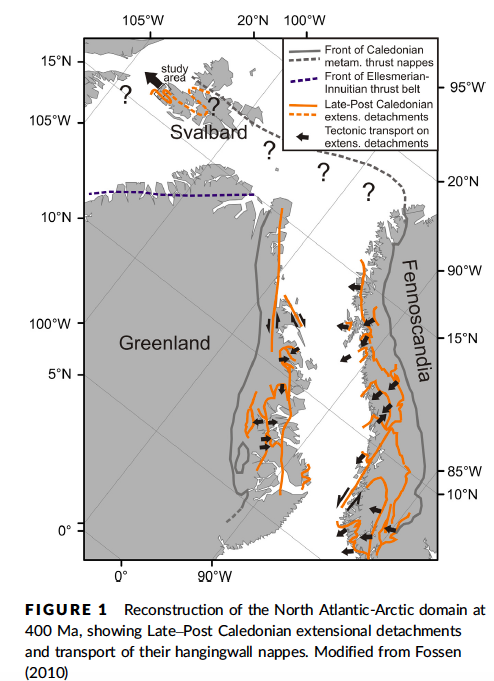 105°W
20°N
100°W
15°N
study
area
?
?
Svalbard
105°W
Front of Caledonian
metam. thrust nappes
Front of Ellesmerian-
Innuitian thrust belt
Late-Post Caledonian
extens. detachments
Tectonic transport on
extens. detachments
95°W
?
?
?
20°N
10°N
90°W
Fennoscandia
100°W
Greenland
15°N
5°N
85°W
10°N
0°
0°
90°W
FIGURE 1 Reconstruction of the North Atlantic-Arctic domain at
400 Ma, showing Late–Post Caledonian extensional detachments
and transport of their hangingwall nappes. Modified from Fossen
(2010)